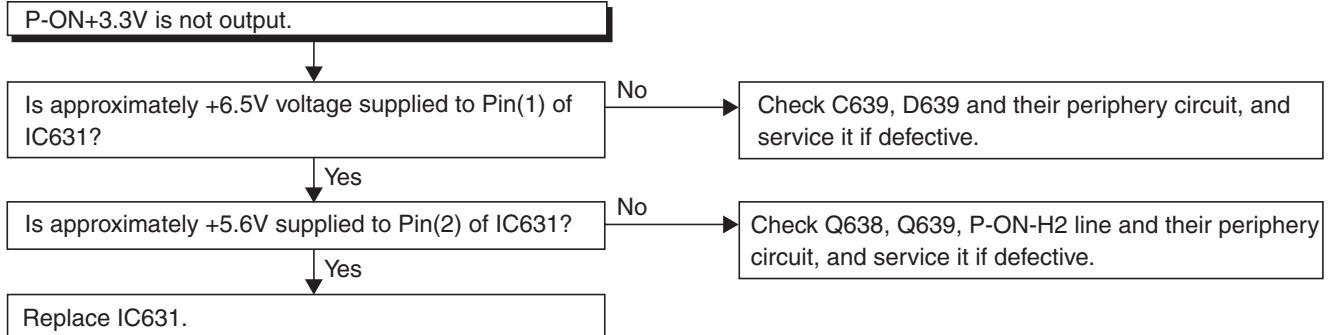 P-ON+3.3V is not output.
Is approximately +6.5V voltage supplied to Pin(1) of
IC631?
No
Check C639, D639 and their periphery circuit, and
service it if defective.
Yes
Is approximately +5.6V supplied to Pin(2) of IC631?
No
Check Q638, Q639, P-ON-H2 line and their periphery
circuit, and service it if defective.
Yes
Replace IC631.